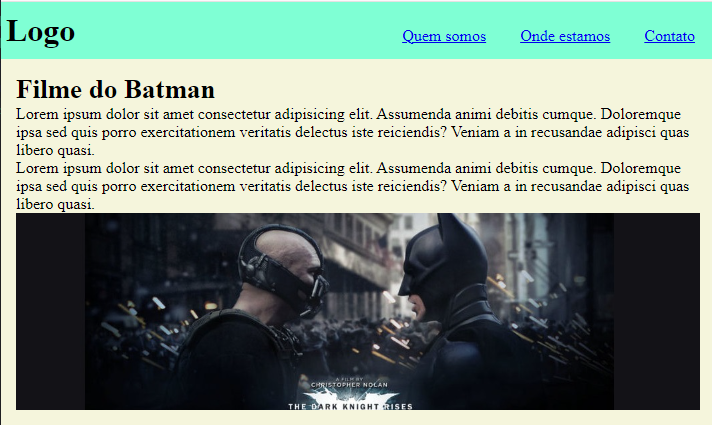 Logo
Quem somos Onde estamos Contato
Filme do Batman
Lorem ipsum dolor sit amet consectetur adipisicing elit. Assumenda animi debitis cumque. Doloremque
ipsa sed quis porro exercitationem veritatis delectus iste reiciendis? Veniam a in recusandae adipisci quas
libero quasi.
Lorem ipsum dolor sit amet consectetur adipisicing elit. Assumenda animi debitis cumque. Doloremque
ipsa sed quis porro exercitationem veritatis delectus iste reiciendis? Veniam a in recusandae adipisci quas
libero quasi.
A FILM BY
CHRISTOPHER NOLAN
THE DARK KNIGHT RISES